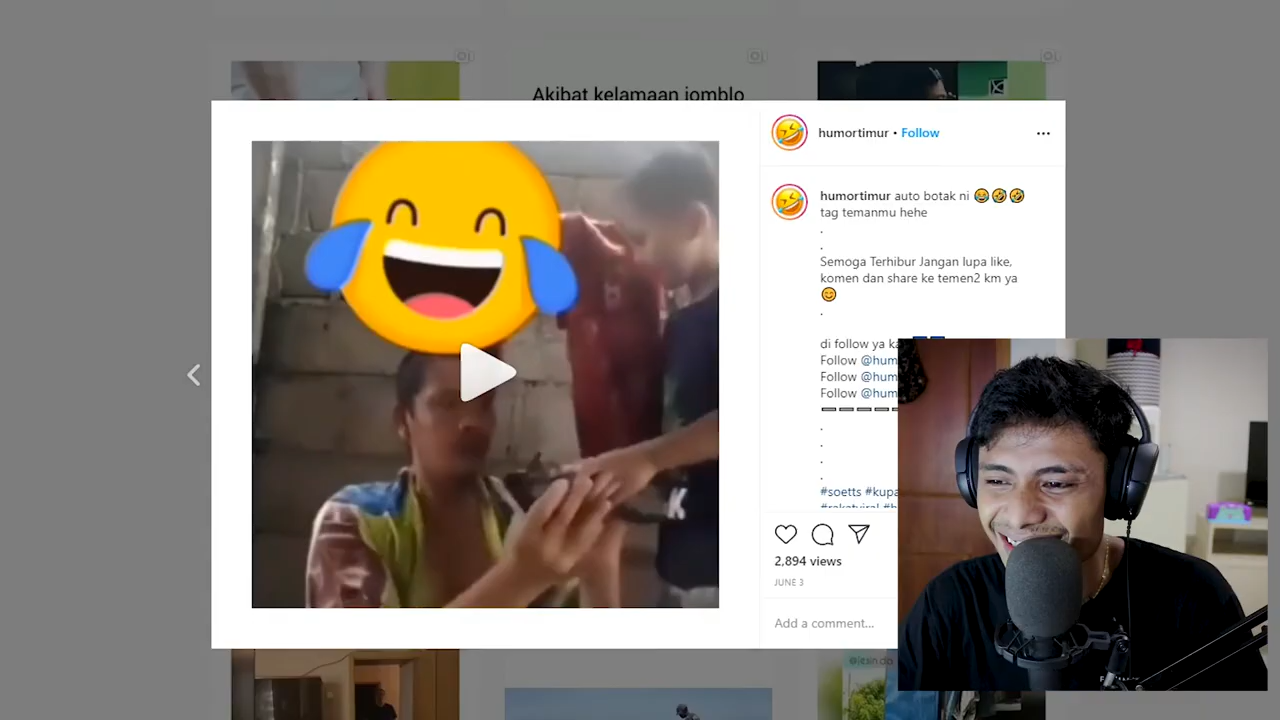 Akibat kelamaan jomblo
humortimur • Follow
humortimur auto botak ni 😂🤣🤣
tag temanmu hehe
.
.
Semoga Terhibur Jangan lupa like,
komen dan share ke temen2 km ya
😊
.
di follow ya
Follow @hum
Follow @hum
Follow @hum
.
.
.
.
#soetts #kupa
2,894 views
JUNE 3
Add a comment...
K